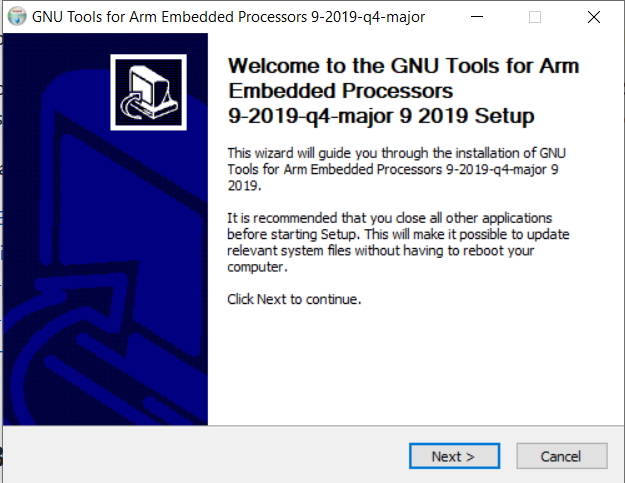 GNU Tools for Arm Embedded Processors 9-2019-q4-major
Welcome to the GNU Tools for Arm
Embedded Processors
9-2019-q4-major 9 2019 Setup
This wizard will guide you through the installation of GNU
Tools for Arm Embedded Processors 9-2019-q4-major 9
2019.
It is recommended that you close all other applications
before starting Setup. This will make it possible to update
relevant system files without having to reboot your
computer.
Click Next to continue.
Next >
Cancel